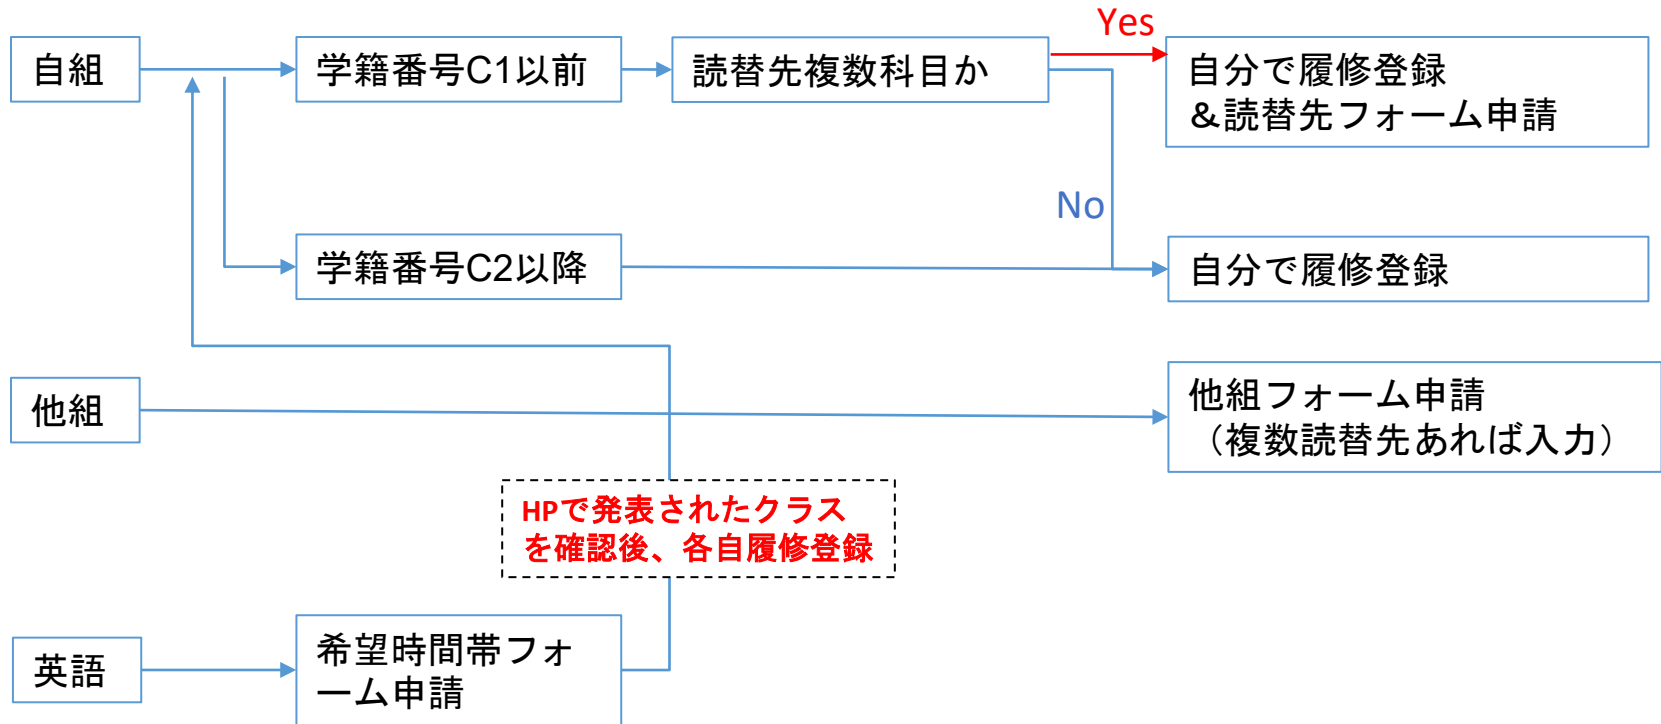 自組
学籍番号C1以前
読替先複数科目か
Yes
自分で履修登録
＆読替先フォーム申請
No
学籍番号C2以降
自分で履修登録
他組
他組フォーム申請
（複数読替先あれば入力）
HPで発表されたクラス
を確認後、各自履修登録
英語
希望時間帯フォ
ーム申請